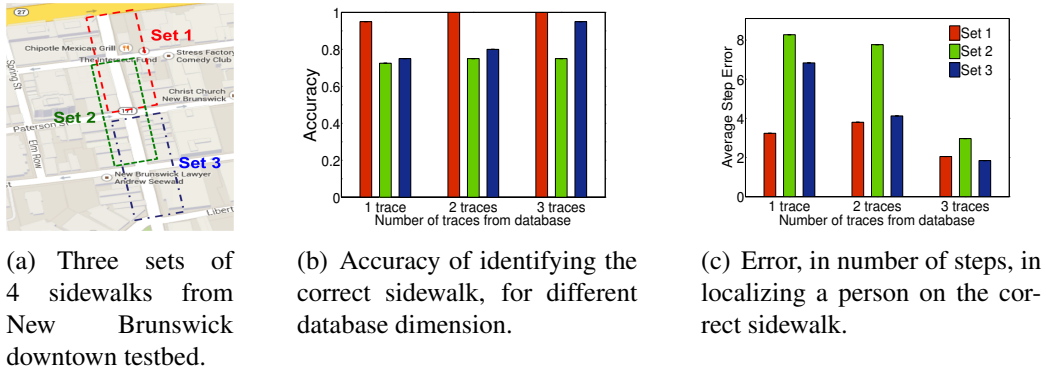 27
Set 1
Chipotle Mexican Grill
Stress Factory
Comedy Club
The Intersect Fund
Spring St
Christ Church
New Brunswick
Set 2
Paterson St
Elm Row
Set 3
New Brunswick Lawyer
Andrew Seewald
st
Libert
(a) Three sets of
4 sidewalks from
New Brunswick
downtown testbed.
Accuracy
1
0.8
0.6
0.4
0.2
0
1 trace 2 traces 3 traces
Number of traces from database
(b) Accuracy of identifying the
correct sidewalk, for different
database dimension.
Average Step Error
8
6
4
2
0
Set 1
Set 2
Set 3
1 trace 2 traces 3 traces
Number of traces from database
(c) Error, in number of steps, in
localizing a person on the cor-
rect sidewalk.